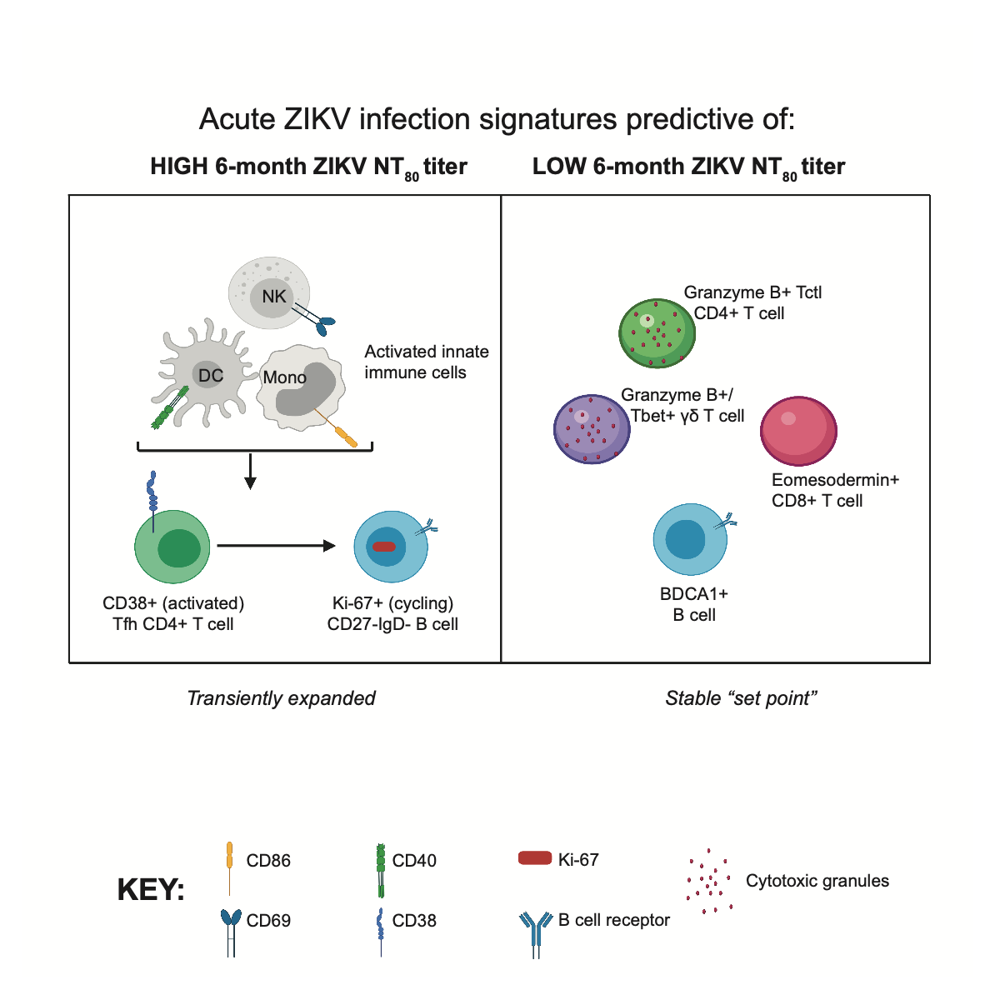 Acute ZIKV infection signatures predictive of:
HIGH 6-month ZIKV NT80 titer
LOW 6-month ZIKV NT80 titer
NK
DC
Mono
Activated innate
immune cells
CD38+ (activated)
Tfh CD4+ T cell
Ki-67+ (cycling)
CD27-IgD- B cell
Granzyme B+ Tctl
CD4+ T cell
Granzyme B+/
Tbet+ γδ T cell
Eomesodermin+
CD8+ T cell
BDCA1+
B cell
Transiently expanded
Stable “set point”
KEY:
CD86
CD40
Ki-67
Cytotoxic granules
CD69
CD38
B cell receptor